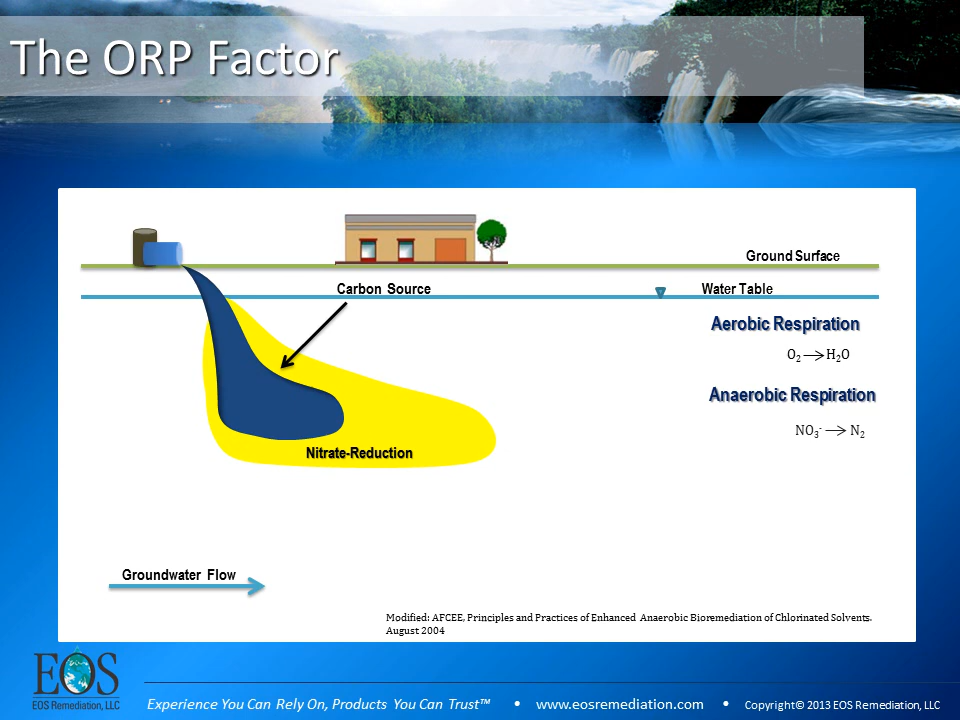 The ORP Factor
Ground Surface
Carbon Source
Water Table
Aerobic Respiration
O₂ → H₂O
Anaerobic Respiration
NO₃⁻ → N₂
Nitrate-Reduction
Groundwater Flow
Modified: AFCEE, Principles and Practices of Enhanced Anaerobic Bioremediation of Chlorinated Solvents.
August 2004
EOS
EOS Remediation, LLC
Experience You Can Rely On, Products You Can Trust™ • www.eosremediation.com • Copyright© 2013 EOS Remediation, LLC